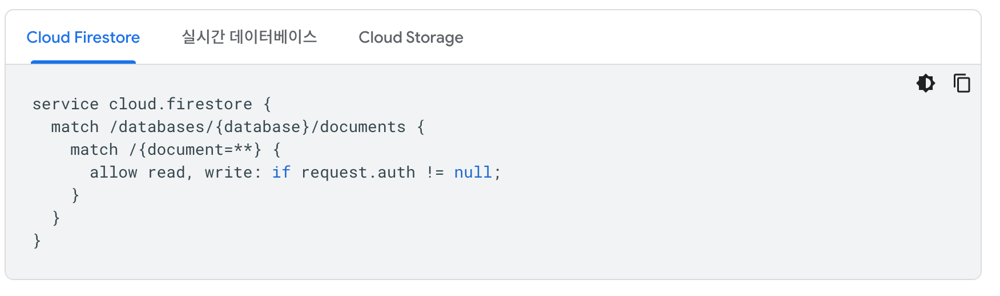 Cloud Firestore 실시간 데이터베이스 Cloud Storage
service cloud.firestore {
  match /databases/{database}/documents {
    match /{document=**} {
      allow read, write: if request.auth != null;
    }
  }
}